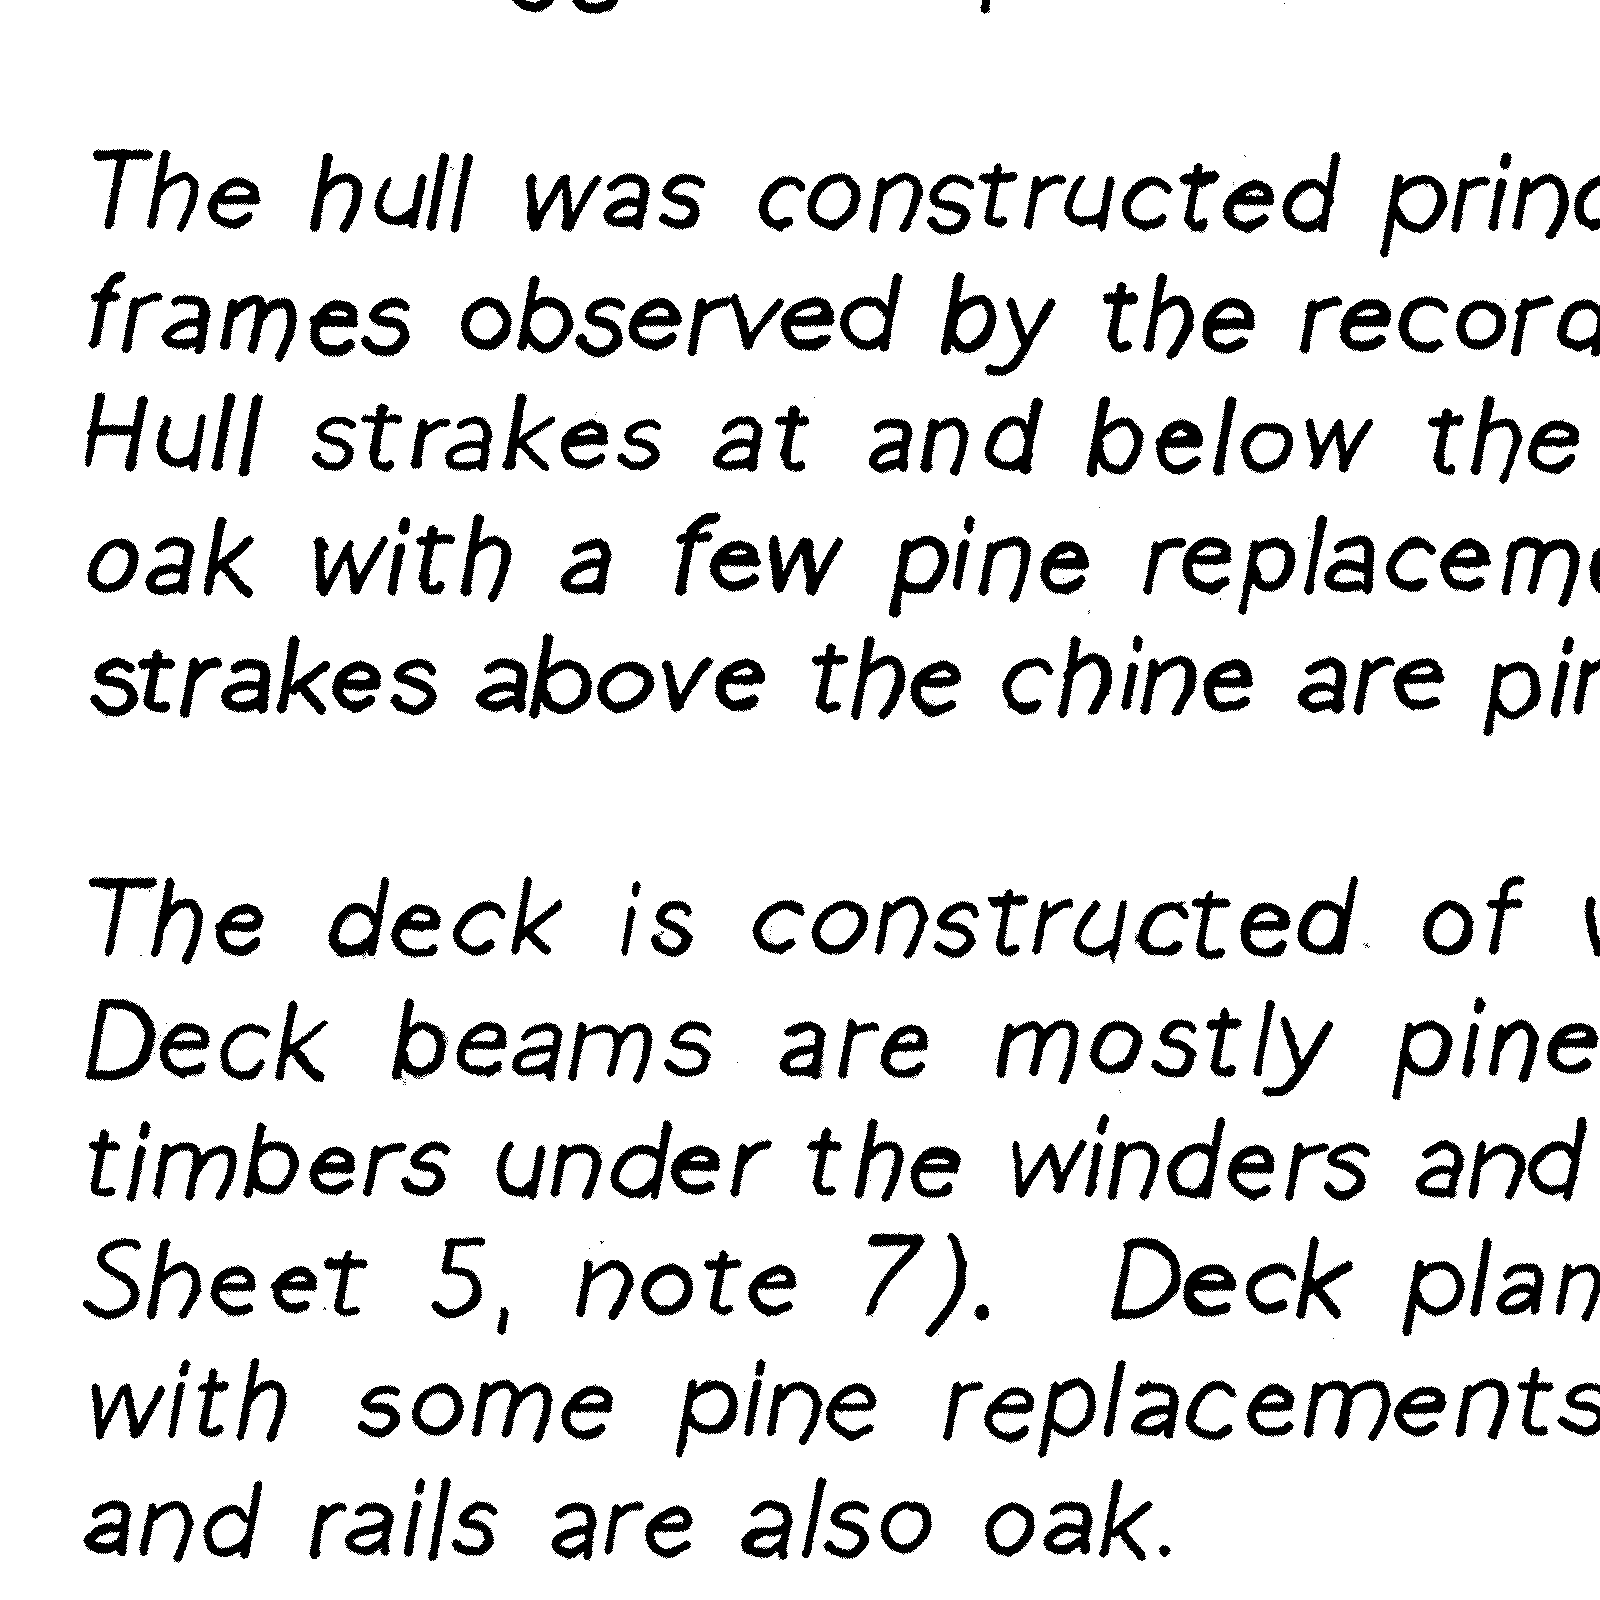 The hull was constructed princ
frames observed by the record
Hull strakes at and below the
oak with a few pine replaceme
strakes above the chine are pin
The deck is constructed of
Deck beams are mostly pine
timbers under the winders and
Sheet 5, note 7). Deck plan
with some pine replacements
and rails are also oak.